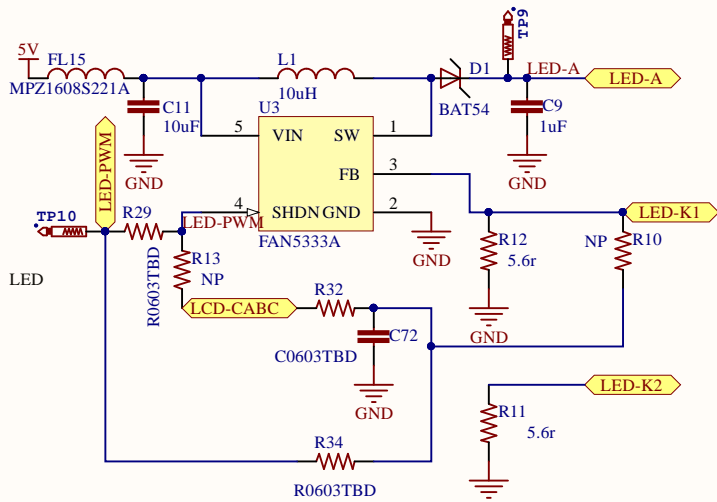 TP9
5V
FL15
MPZ1608S221A
L1
10uH
D1
BAT54
LED-A
LED-A
C11
10uF
GND
U3
5
VIN
SW
1
C9
1uF
GND
FB
3
LED-PWM
TP10
R29
R0603TBD
4
LED-PWM
SHDN
GND
2
FAN5333A
GND
LED-K1
R12
5.6r
GND
NP
R10
LED
R13
NP
LCD-CABC
R32
C72
C0603TBD
GND
LED-K2
R11
5.6r
R34
R0603TBD